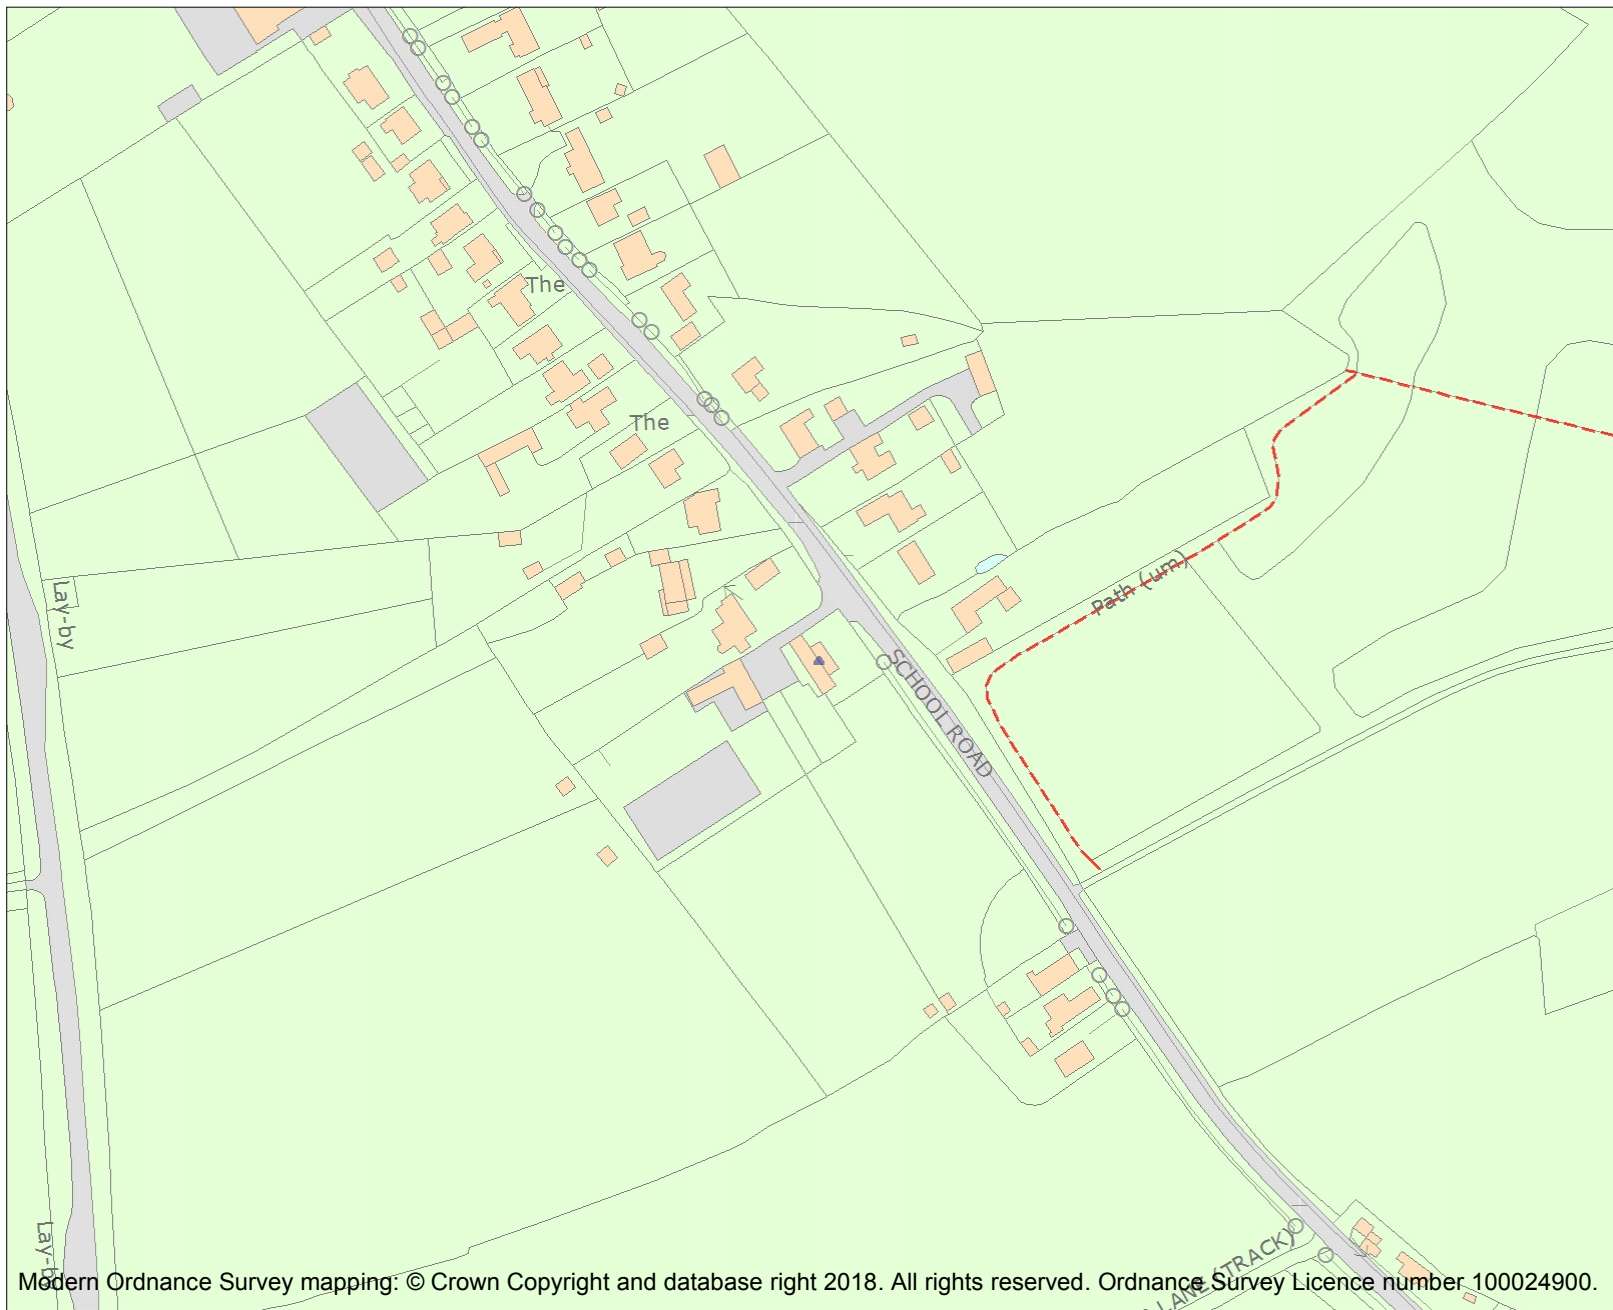 The
The
Lay-by
Path (um)
SCHOOL ROAD
Lay-by
LANE (TRACK)
Modern Ordnance Survey mapping: © Crown Copyright and database right 2018. All rights reserved. Ordnance Survey Licence number 100024900.